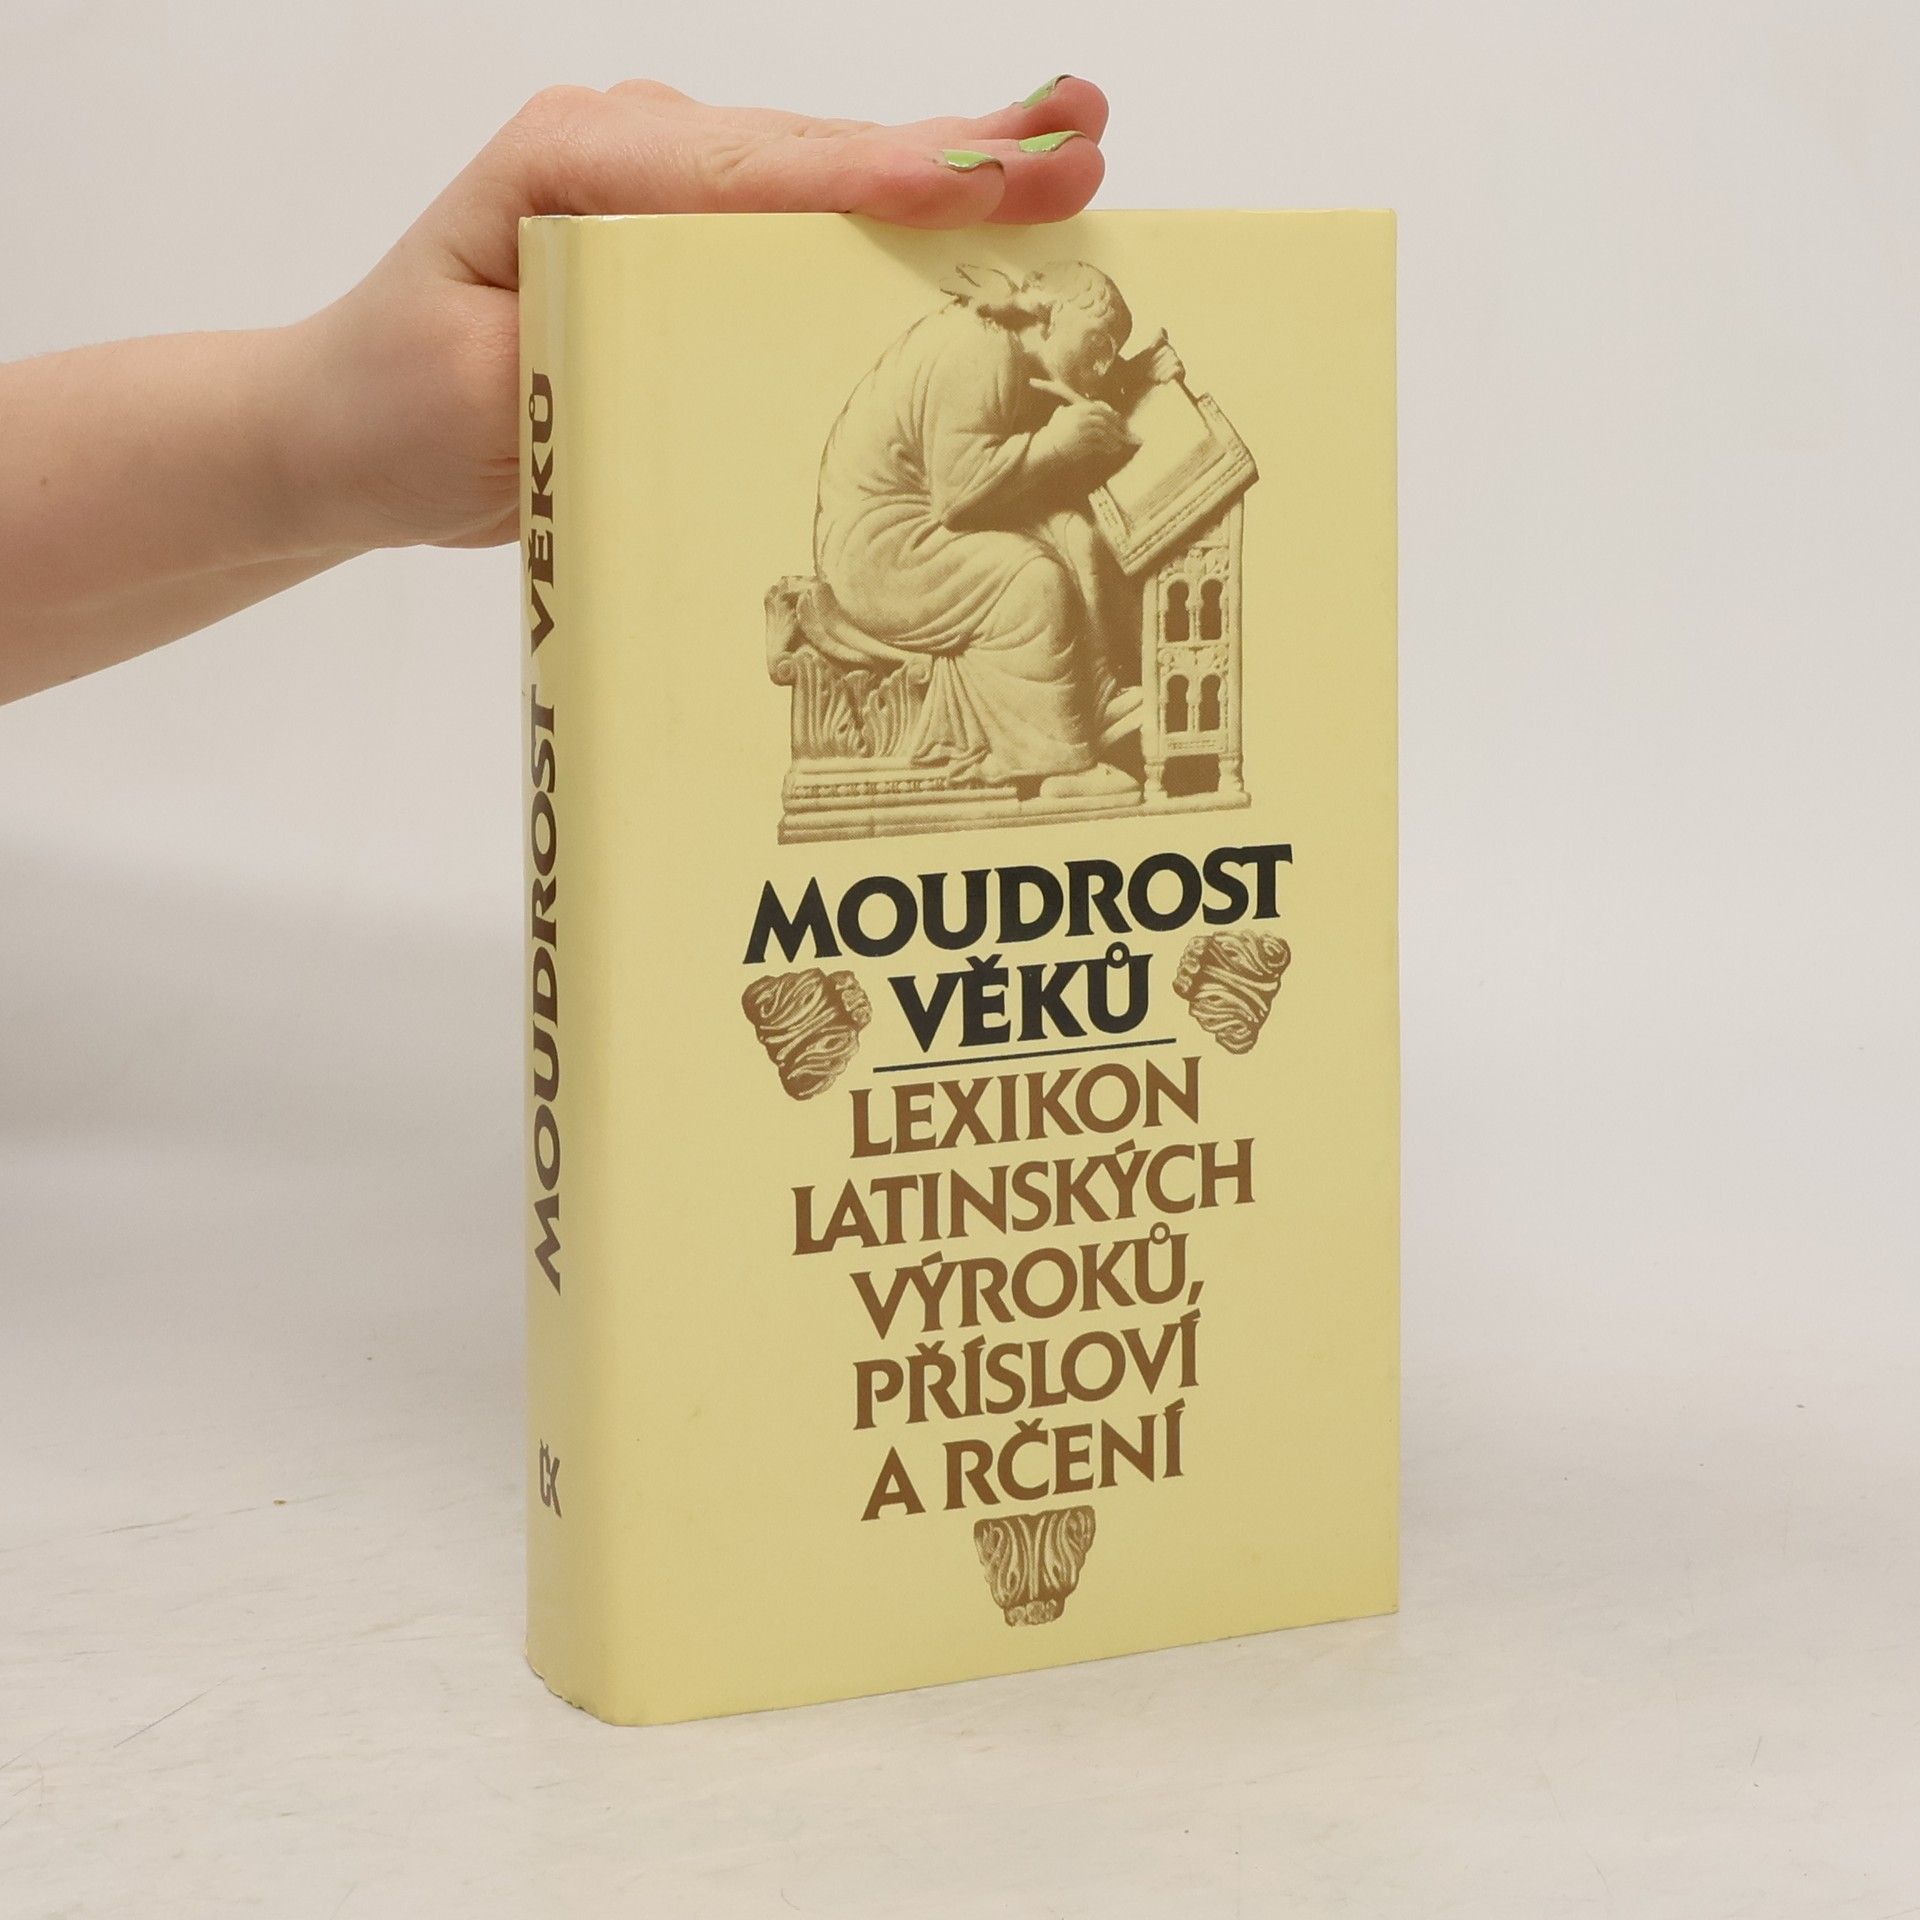 MOUDROST VĚKŮ
ČK
MOUDROST
VĚKŮ
LEXIKON
LATINSKÝCH
VÝROKŮ,
PŘÍSLOVÍ
A RČENÍ